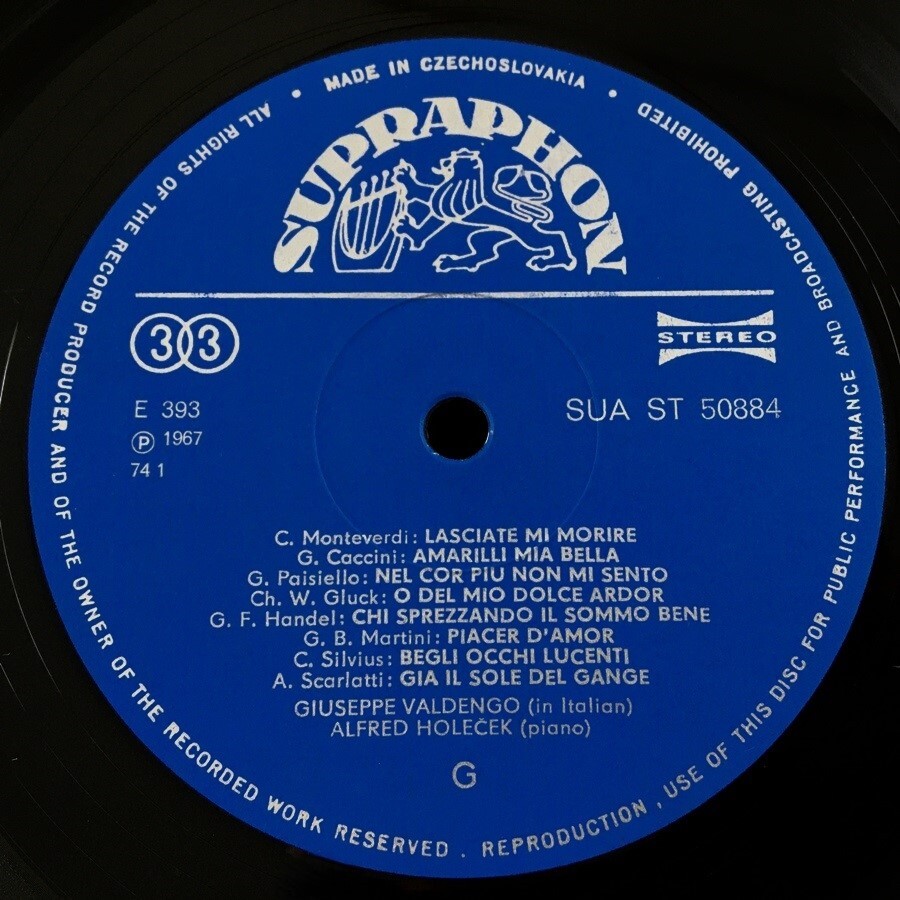 MADE IN CZECHOSLOVAKIA •
ALL RIGHTS OF THE RECORD PRODUCER AND OF THE OWNER OF THE RECORDED WORK RESERVED . REPRODUCTION , USE OF THIS DISC FOR PUBLIC PERFORMANCE AND BROADCASTING PROHIBITED •
SUPRAPHON
33
STEREO
E 393
SUA ST 50884
Ⓟ 1967
74 1
C. Monteverdi: LASCIATE MI MORIRE
G. Caccini: AMARILLI MIA BELLA
G. Paisiello: NEL COR PIU NON MI SENTO
Ch. W. Gluck: O DEL MIO DOLCE ARDOR
G. F. Handel: CHI SPREZZANDO IL SOMMO BENE
G. B. Martini: PIACER D'AMOR
C. Silvius: BEGLI OCCHI LUCENTI
A. Scarlatti: GIA IL SOLE DEL GANGE
GIUSEPPE VALDENGO (in Italian)
ALFRED HOLEČEK (piano)
G